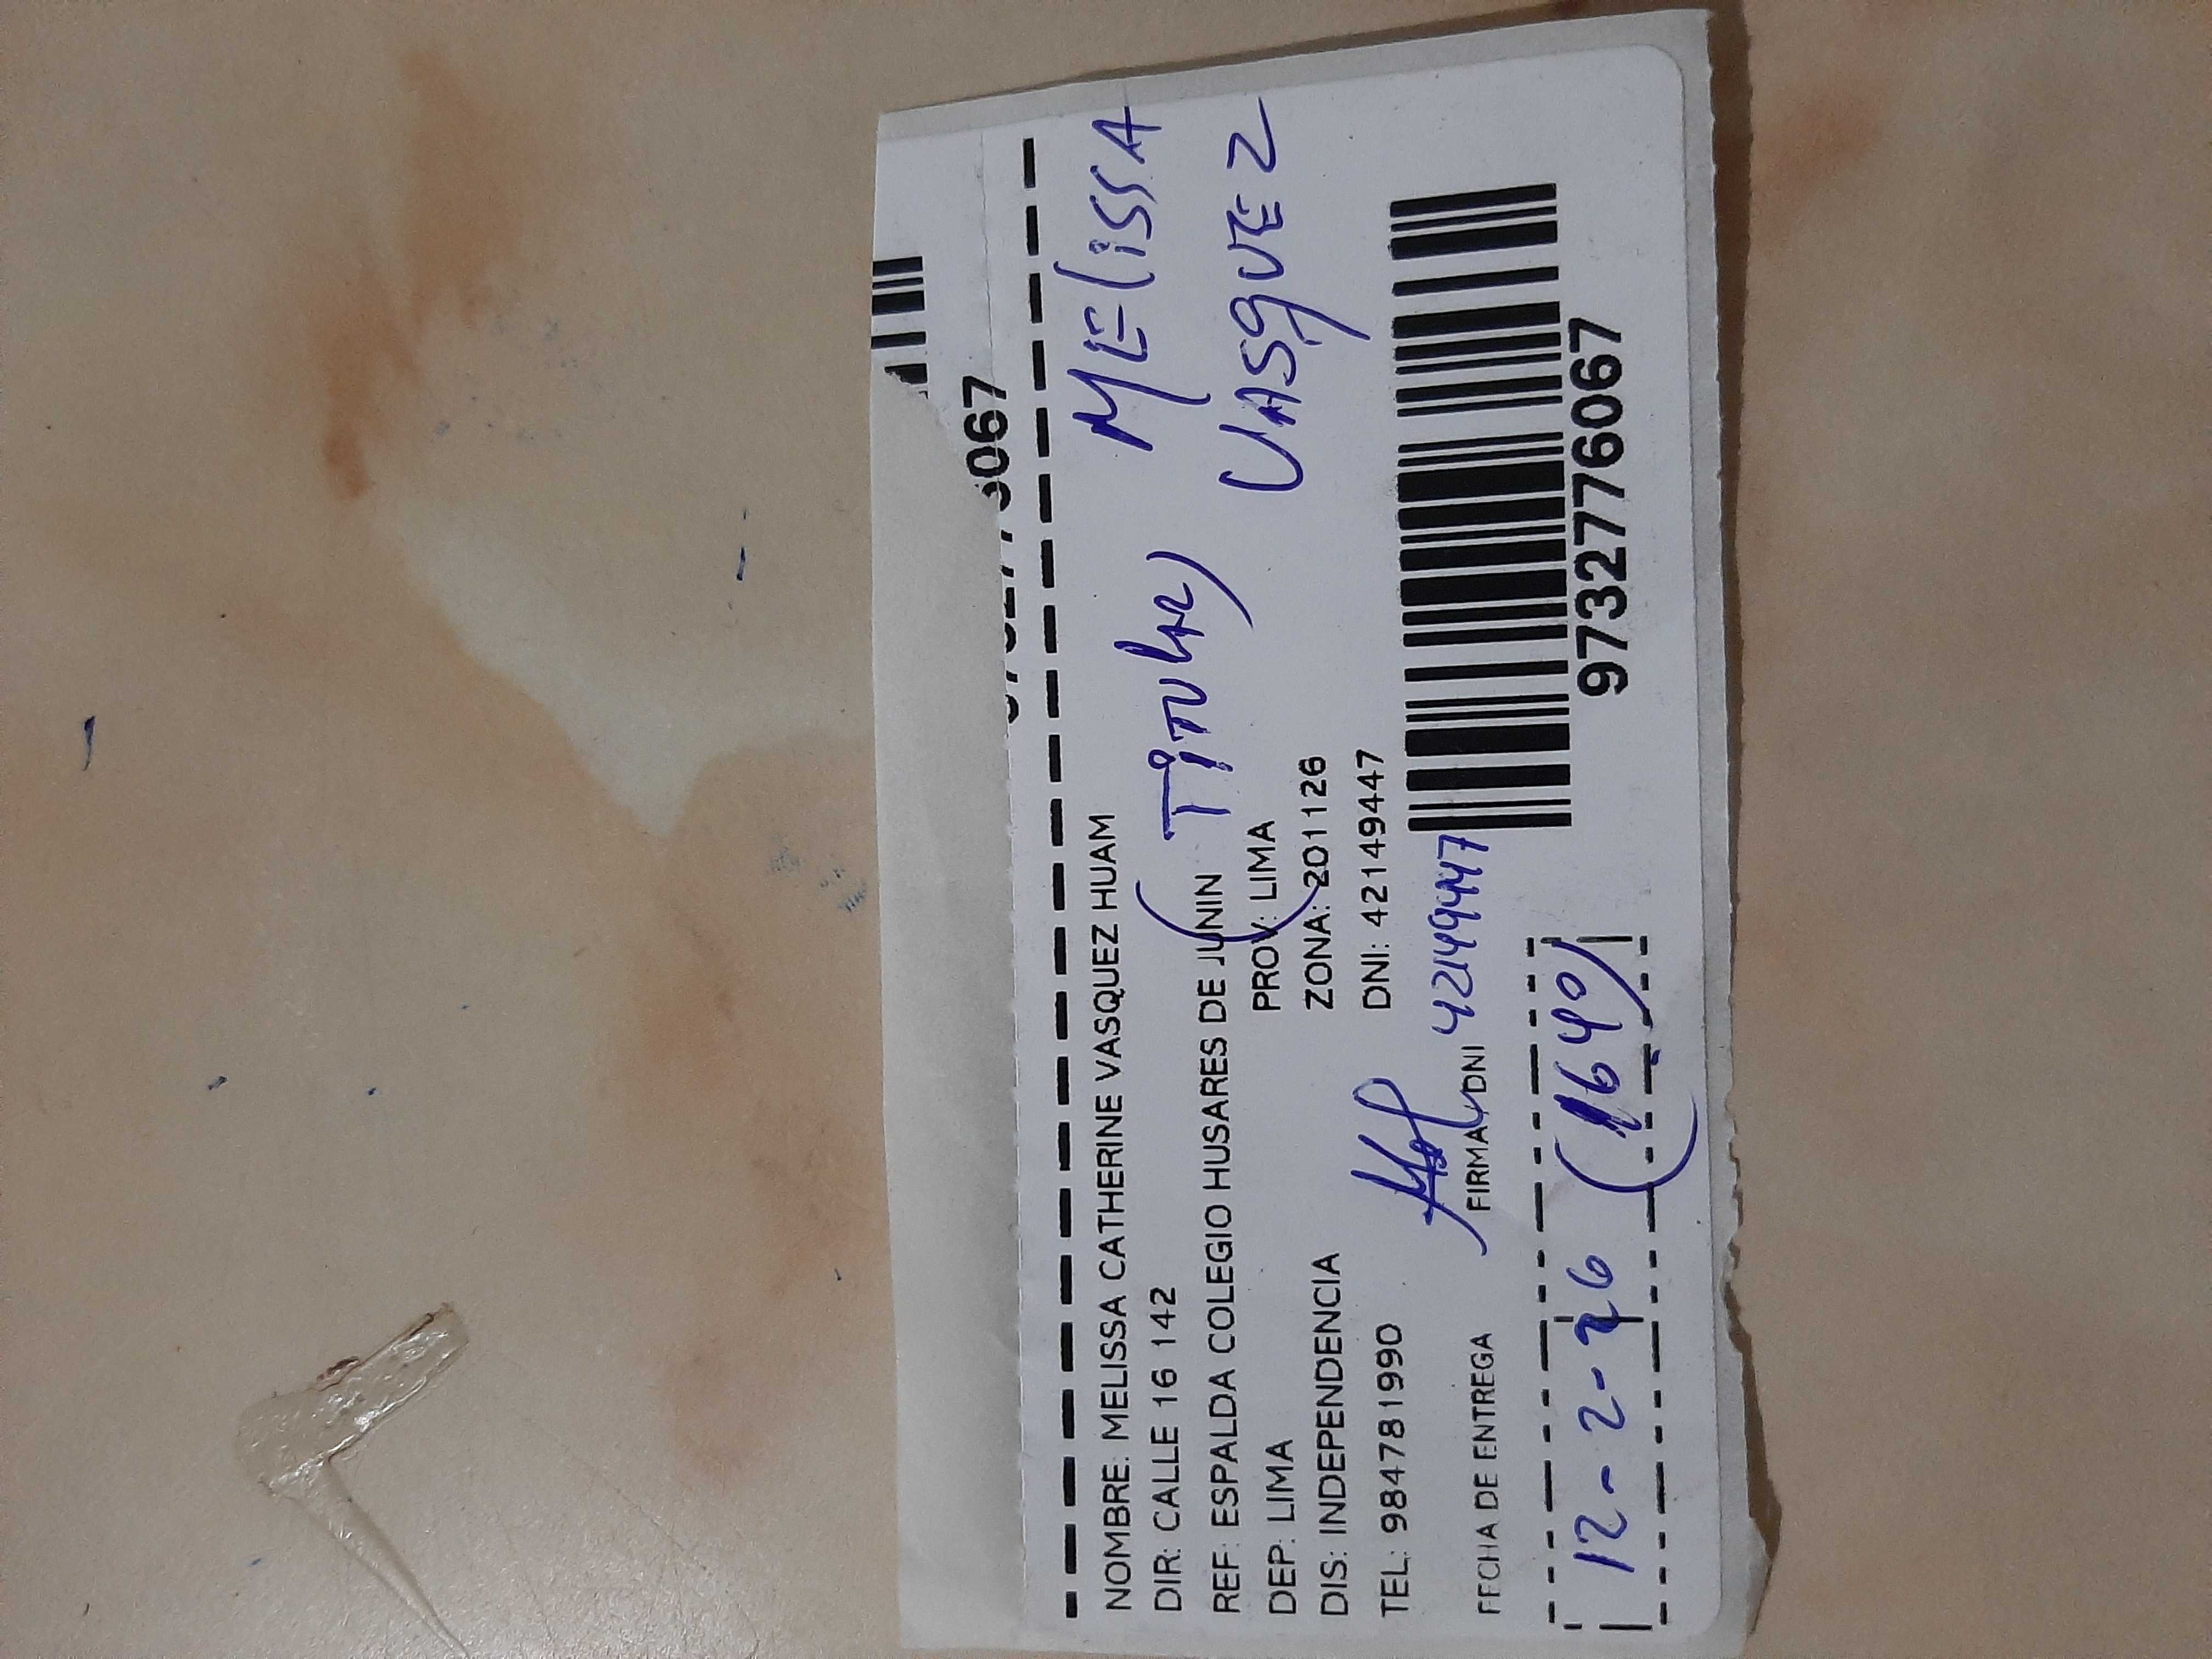 3067
NOMBRE: MELISSA CATHERINE VASQUEZ HUAM
MELISSA
DIR: CALLE 16 142
(TITULAR)
REF: ESPALDA COLEGIO HUSARES DE JUNIN
VASQUEZ
DEP: LIMA PROV: LIMA
DIS: INDEPENDENCIA ZONA: 201126
TEL: 984781990 DNI: 42149447
42149447
FECHA DE ENTREGA FIRMA Y DNI
12-2-26 (1640)
9732776067